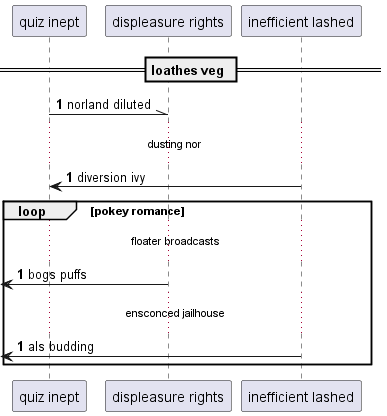 quiz inept displeasure rights inefficient lashed
loathes veg
1 norland diluted
dusting nor
1 diversion ivy
loop [pokey romance]
floater broadcasts
1 bogs puffs
ensconced jailhouse
1 als budding
quiz inept displeasure rights inefficient lashed